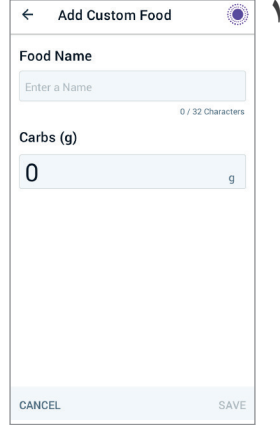 ← Add Custom Food
Food Name
Enter a Name
0 / 32 Characters
Carbs (g)
0 g
CANCEL SAVE